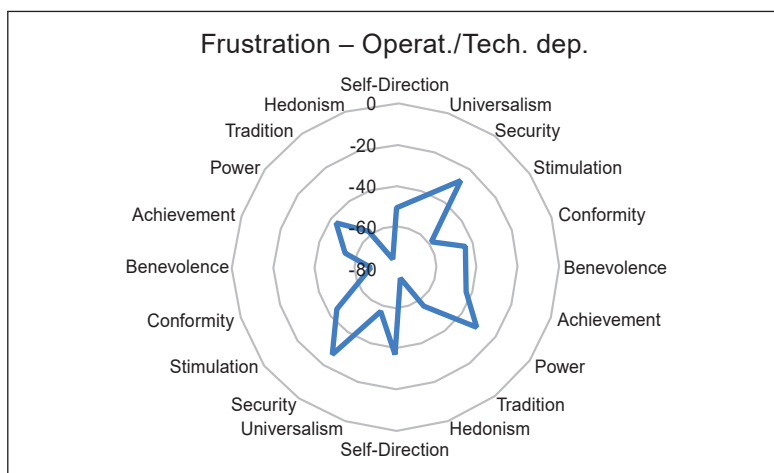 Frustration – Operat./Tech. dep.
Self-Direction
Hedonism
0
Universalism
Tradition
Security
-20
Power
Stimulation
-40
Achievement
Conformity
-60
Benevolence
-80
Benevolence
Conformity
Achievement
Stimulation
Power
Security
Tradition
Universalism
Hedonism
Self-Direction